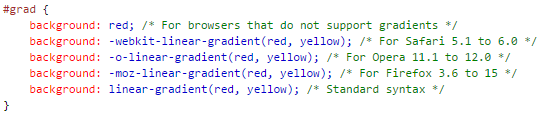 #grad {
    background: red; /* For browsers that do not support gradients */
    background: -webkit-linear-gradient(red, yellow); /* For Safari 5.1 to 6.0 */
    background: -o-linear-gradient(red, yellow); /* For Opera 11.1 to 12.0 */
    background: -moz-linear-gradient(red, yellow); /* For Firefox 3.6 to 15 */
    background: linear-gradient(red, yellow); /* Standard syntax */
}